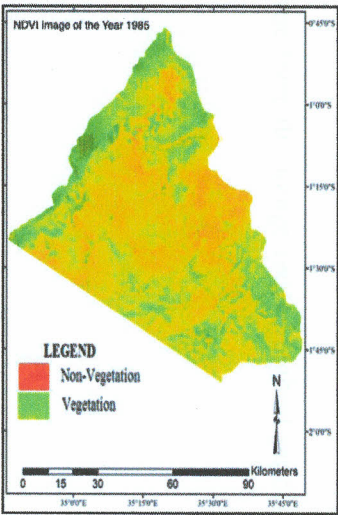 NDVI Image of the Year 1985
0°45'0"S
1°0'0"S
1°15'0"S
1°30'0"S
1°45'0"S
2°0'0"S
LEGEND
Non-Vegetation
Vegetation
N
Kilometers
0 15 30 60 90
35°0'0"E 35°15'0"E 35°30'0"E 35°45'0"E